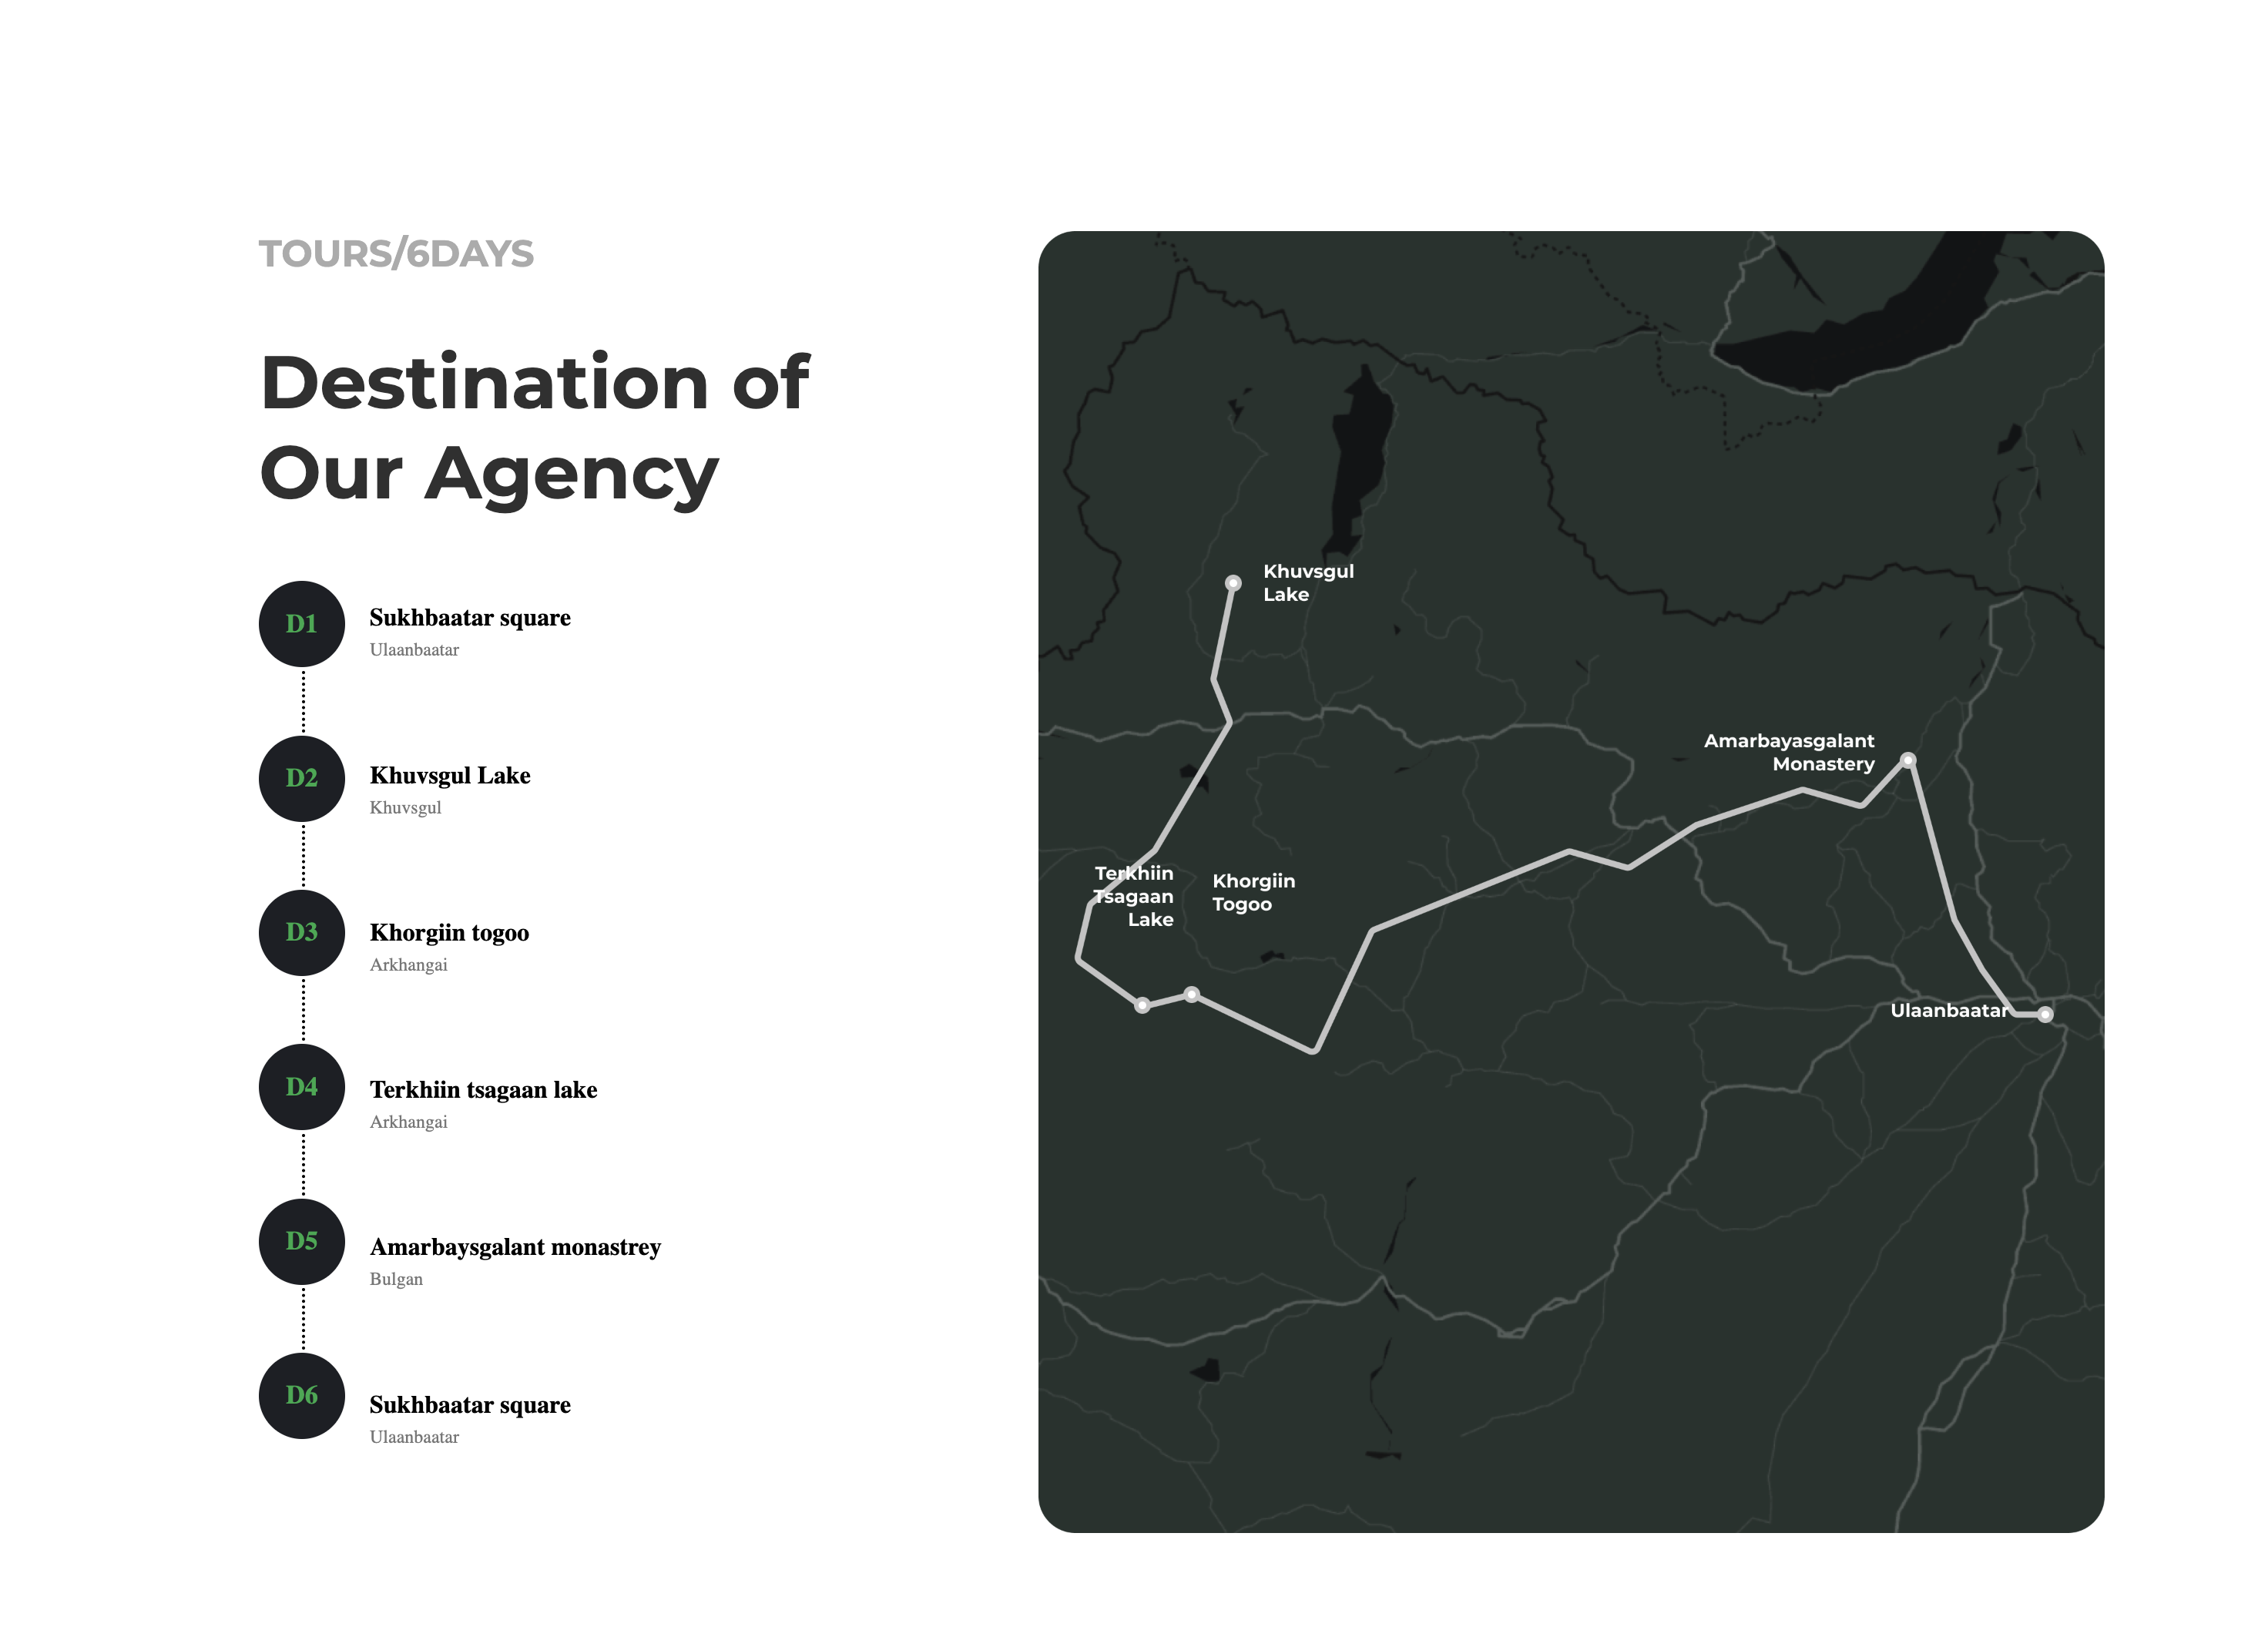 TOURS/6DAYS
Destination of
Our Agency
D1
Sukhbaatar square
Ulaanbaatar
D2
Khuvsgul Lake
Khuvsgul
D3
Khorgiin togoo
Arkhangai
D4
Terkhiin tsagaan lake
Arkhangai
D5
Amarbaysgalant monastrey
Bulgan
D6
Sukhbaatar square
Ulaanbaatar
Khuvsgul
Lake
Amarbayasgalant
Monastery
Terkhiin
Tsagaan
Lake
Khorgiin
Togoo
Ulaanbaatar